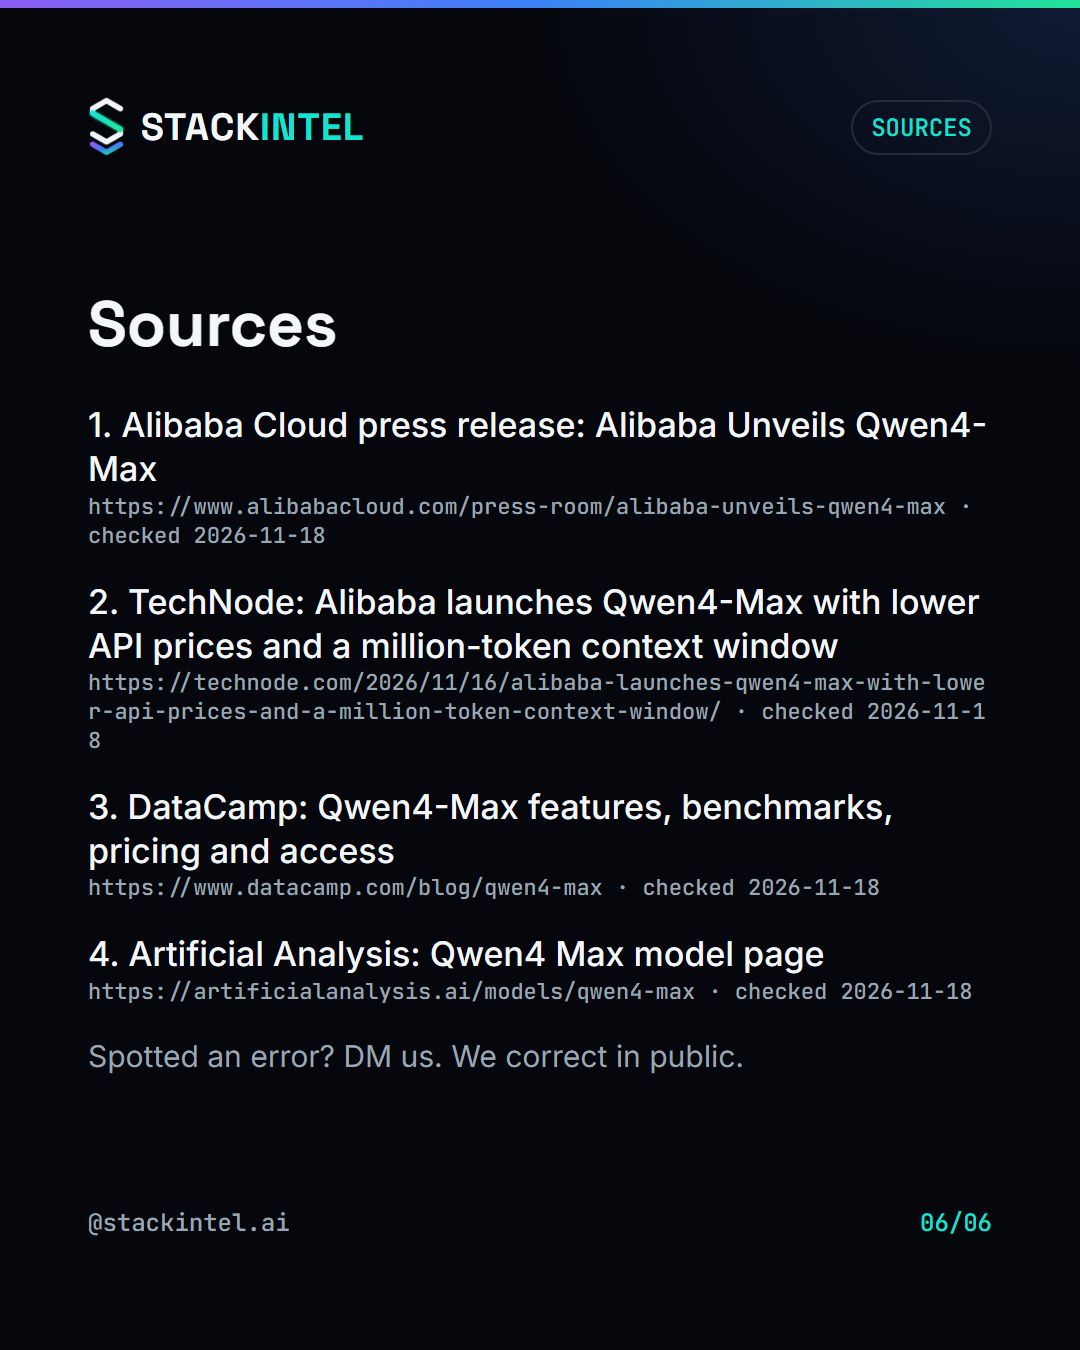 STACKINTEL
SOURCES
Sources
1. Alibaba Cloud press release: Alibaba Unveils Qwen4-
Max
https://www.alibabacloud.com/press-room/alibaba-unveils-qwen4-max ·
checked 2026-11-18
2. TechNode: Alibaba launches Qwen4-Max with lower
API prices and a million-token context window
https://technode.com/2026/11/16/alibaba-launches-qwen4-max-with-lowe
r-api-prices-and-a-million-token-context-window/ · checked 2026-11-1
8
3. DataCamp: Qwen4-Max features, benchmarks,
pricing and access
https://www.datacamp.com/blog/qwen4-max · checked 2026-11-18
4. Artificial Analysis: Qwen4 Max model page
https://artificialanalysis.ai/models/qwen4-max · checked 2026-11-18
Spotted an error? DM us. We correct in public.
@stackintel.ai
06/06